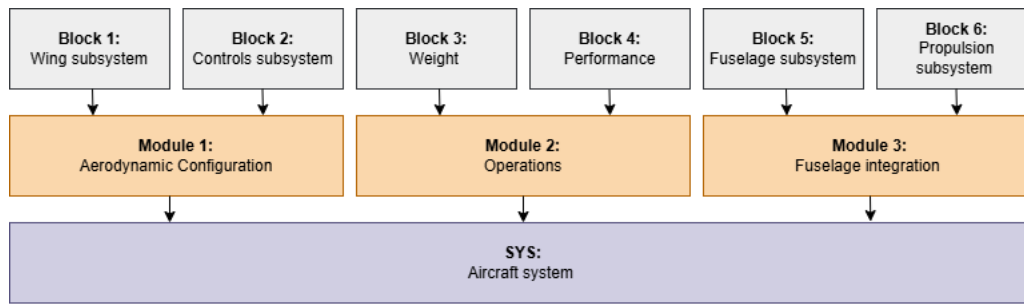 Block 1:
Wing subsystem
Block 2:
Controls subsystem
Block 3:
Weight
Block 4:
Performance
Block 5:
Fuselage subsystem
Block 6:
Propulsion
subsystem
Module 1:
Aerodynamic Configuration
Module 2:
Operations
Module 3:
Fuselage integration
SYS:
Aircraft system